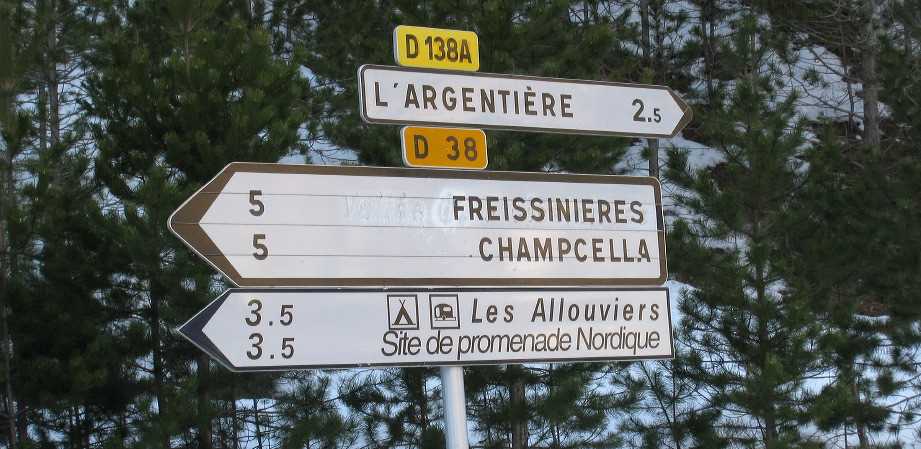 D 138A
L'ARGENTIÈRE 2.5
D 38
5 FREISSINIERES
5 CHAMPCELLA
3.5 Les Allouviers
3.5 Site de promenade Nordique